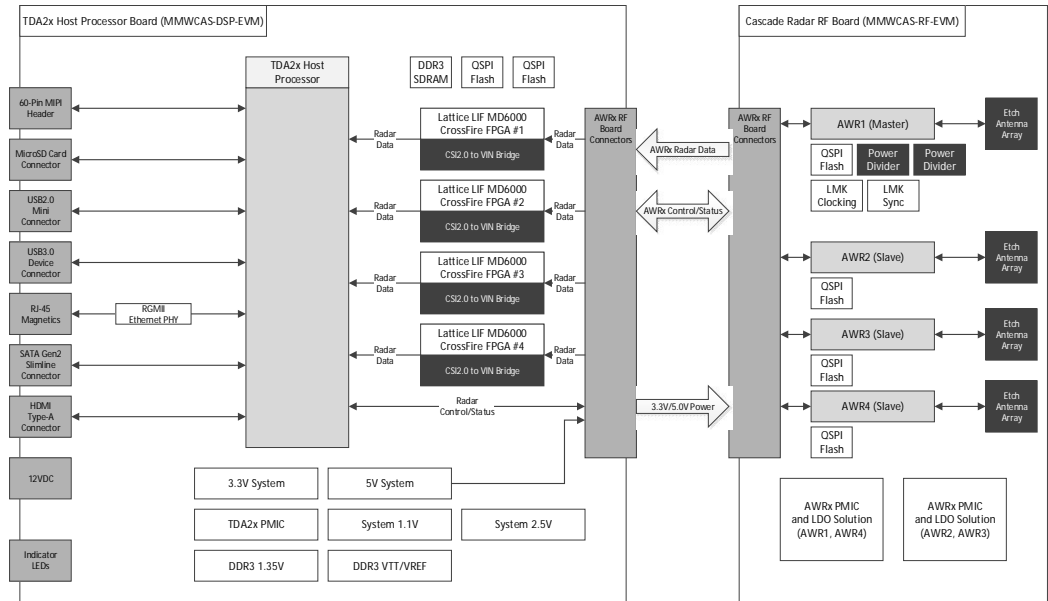 TDA2x Host Processor Board (MMWCAS-DSP-EVM)
Cascade Radar RF Board (MMWCAS-RF-EVM)
60-Pin MIPI
Header
MicroSD Card
Connector
USB2.0
Mini
Connector
USB3.0
Device
Connector
RJ-45
Magnetics
SATA Gen2
Slimline
Connector
HDMI
Type-A
Connector
12VDC
Indicator
LEDs
RGMII
Ethernet PHY
TDA2x Host
Processor
DDR3
SDRAM
QSPI
Flash
QSPI
Flash
Radar
Data
Lattice LIF MD6000
CrossFire FPGA #1
CSI2.0 to VIN Bridge
Radar
Data
Radar
Data
Lattice LIF MD6000
CrossFire FPGA #2
CSI2.0 to VIN Bridge
Radar
Data
Radar
Data
Lattice LIF MD6000
CrossFire FPGA #3
CSI2.0 to VIN Bridge
Radar
Data
Radar
Data
Lattice LIF MD6000
CrossFire FPGA #4
CSI2.0 to VIN Bridge
Radar
Data
Radar
Control/Status
3.3V System
5V System
TDA2x PMIC
System 1.1V
System 2.5V
DDR3 1.35V
DDR3 VTT/VREF
AWRx RF
Board
Connectors
AWRx Radar Data
AWRx Control/Status
3.3V/5.0V Power
AWRx RF
Board
Connectors
AWR1 (Master)
Etch
Antenna
Array
QSPI
Flash
Power
Divider
Power
Divider
LMK
Clocking
LMK
Sync
AWR2 (Slave)
Etch
Antenna
Array
QSPI
Flash
AWR3 (Slave)
Etch
Antenna
Array
QSPI
Flash
AWR4 (Slave)
Etch
Antenna
Array
QSPI
Flash
AWRx PMIC
and LDO Solution
(AWR1, AWR4)
AWRx PMIC
and LDO Solution
(AWR2, AWR3)